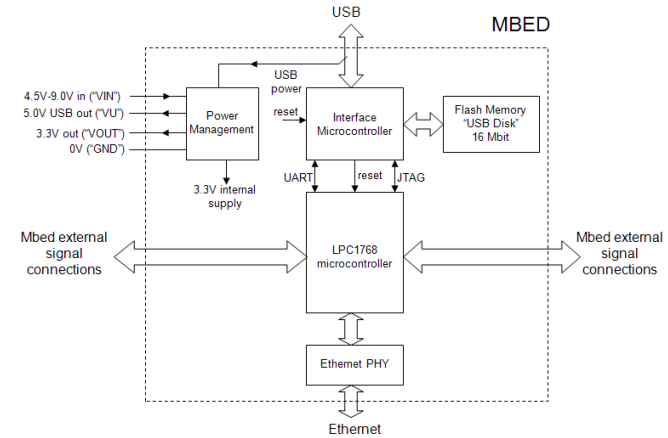 USB
MBED
4.5V-9.0V in ("VIN")
5.0V USB out ("VU")
3.3V out ("VOUT")
0V ("GND")
Power
Management
USB
power
reset
Interface
Microcontroller
Flash Memory
"USB Disk"
16 Mbit
3.3V internal
supply
UART
reset
JTAG
Mbed external
signal
connections
LPC1768
microcontroller
Mbed external
signal
connections
Ethernet PHY
Ethernet